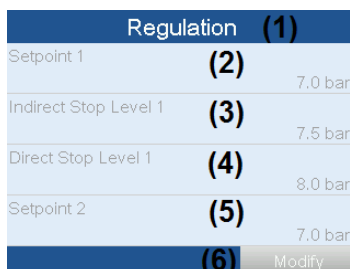 Regulation (1)
Setpoint 1 (2)
7.0 bar
Indirect Stop Level 1 (3)
7.5 bar
Direct Stop Level 1 (4)
8.0 bar
Setpoint 2 (5)
7.0 bar
(6) Modify